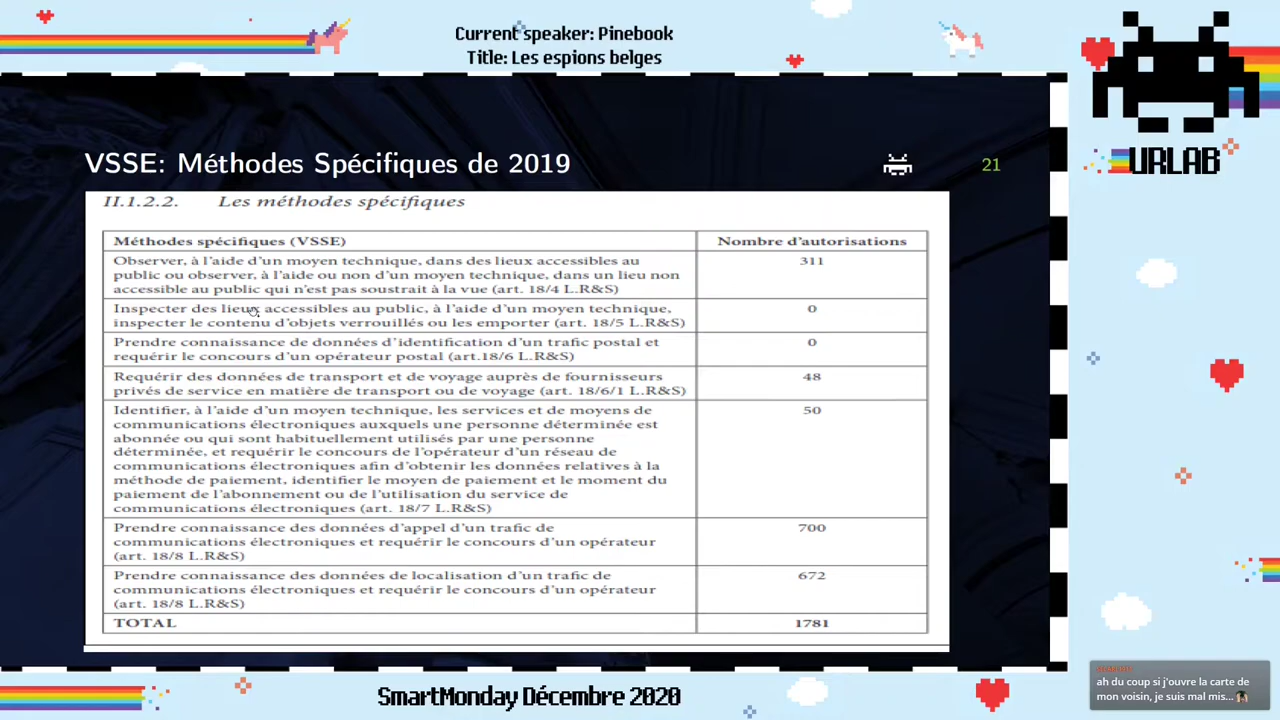 Current speaker: Pinebook
Title: Les espions belges
URLAB
VSSE: Méthodes Spécifiques de 2019
21
II.1.2.2. Les méthodes spécifiques
Méthodes spécifiques (VSSE)
Nombre d'autorisations
Observer, à l'aide d'un moyen technique, dans des lieux accessibles au
public ou observer, à l'aide ou non d'un moyen technique, dans un lieu non
accessible au public qui n'est pas soustrait à la vue (art. 18/4 L.R&S)
311
Inspecter des lieux accessibles au public, à l'aide d'un moyen technique,
inspecter le contenu d'objets verrouillés ou les emporter (art. 18/5 L.R&S)
0
Prendre connaissance de données d'identification d'un trafic postal et
requérir le concours d'un opérateur postal (art.18/6 L.R&S)
0
Requérir des données de transport et de voyage auprès de fournisseurs
privés de service en matière de transport ou de voyage (art. 18/6/1 L.R&S)
48
Identifier, à l'aide d'un moyen technique, les services et de moyens de
communications électroniques auxquels une personne déterminée est
abonnée ou qui sont habituellement utilisés par une personne
déterminée, et requérir le concours de l'opérateur d'un réseau de
communications électroniques afin d'obtenir les données relatives à la
méthode de paiement, identifier le moyen de paiement et le moment du
paiement de l'abonnement ou de l'utilisation du service de
communications électroniques (art. 18/7 L.R&S)
50
Prendre connaissance des données d'appel d'un trafic de
communications électroniques et requérir le concours d'un opérateur
(art. 18/8 L.R&S)
700
Prendre connaissance des données de localisation d'un trafic de
communications électroniques et requérir le concours d'un opérateur
(art. 18/8 L.R&S)
672
TOTAL
1781
ah du coup si j'ouvre la carte de
mon voisin, je suis mal mis...
SmartMonday Décembre 2020